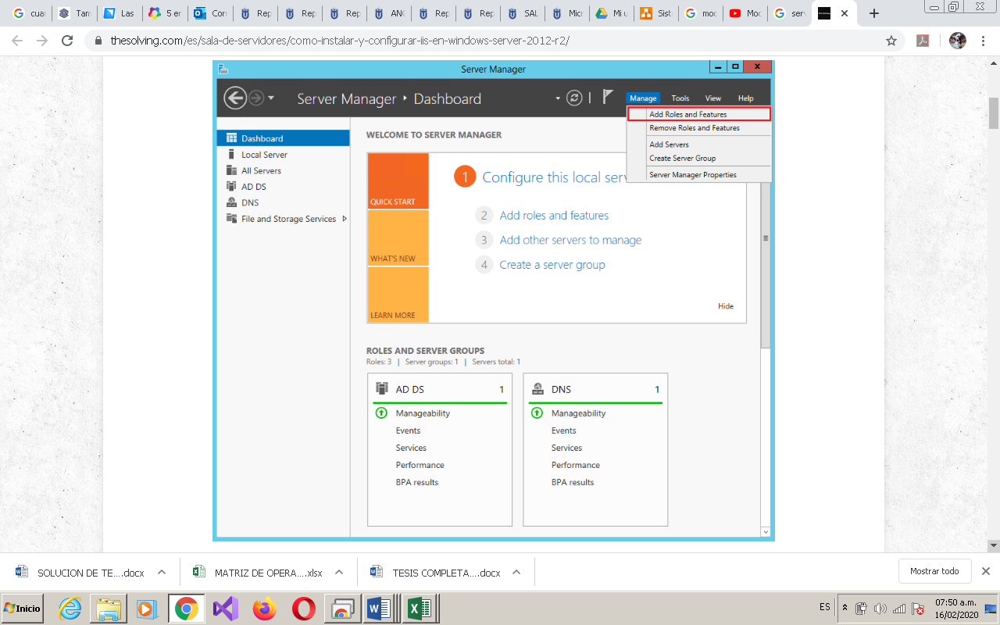 cuar
Tam
Las
5 er
Cor
Rep
Rep
Rep
ANC
Rep
Rep
SAL
Micr
Mi u
Sist
moc
Moc
serv
thesolving.com/es/sala-de-servidores/como-instalar-y-configurar-iis-en-windows-server-2012-r2/
Server Manager
Server Manager • Dashboard
Manage Tools View Help
Add Roles and Features
Remove Roles and Features
Add Servers
Create Server Group
Server Manager Properties
Dashboard
Local Server
All Servers
AD DS
DNS
File and Storage Services
WELCOME TO SERVER MANAGER
QUICK START
WHAT'S NEW
LEARN MORE
1 Configure this local serv
2 Add roles and features
3 Add other servers to manage
4 Create a server group
Hide
ROLES AND SERVER GROUPS
Roles: 3 | Server groups: 1 | Servers total: 1
AD DS 1
Manageability
Events
Services
Performance
BPA results
DNS 1
Manageability
Events
Services
Performance
BPA results
SOLUCION DE TE....docx
MATRIZ DE OPERA....xlsx
TESIS COMPLETA....docx
Mostrar todo
Inicio
ES
07:50 a.m.
16/02/2020